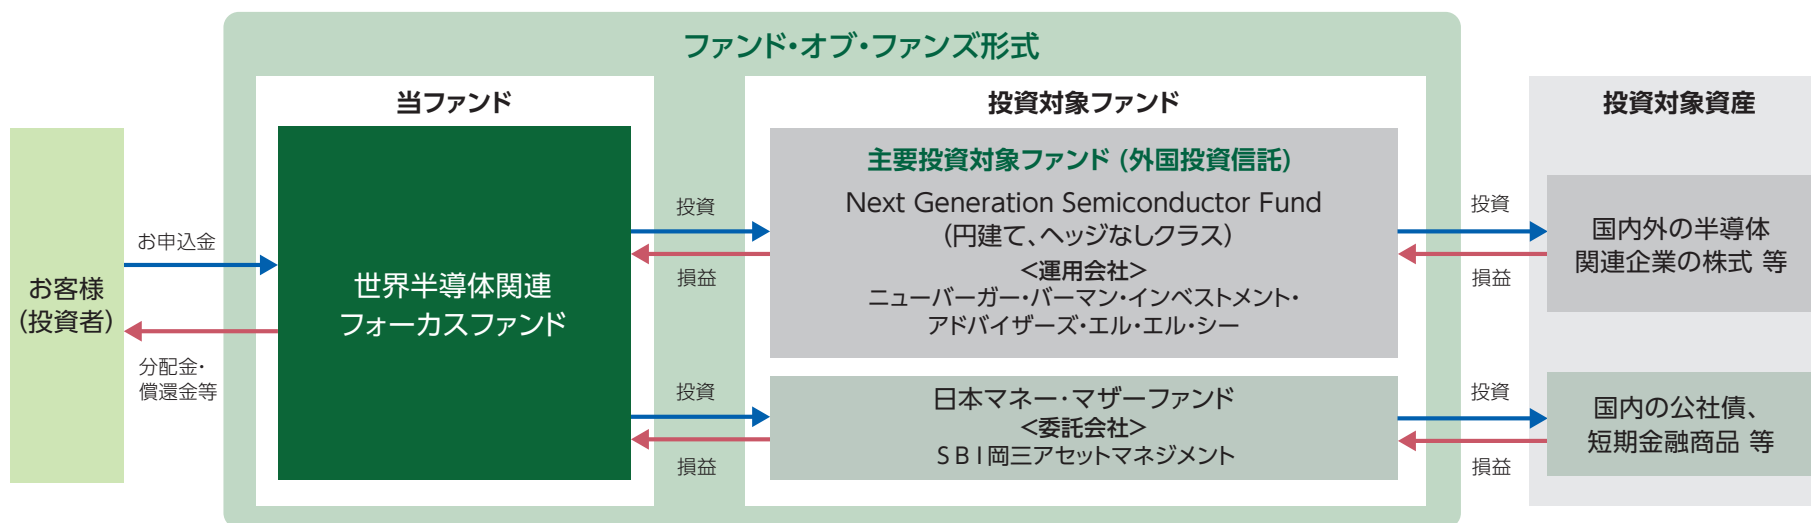 ファンド・オブ・ファンズ形式
当ファンド
投資対象ファンド
投資対象資産
お客様
(投資者)
お申込金
分配金・
償還金等
世界半導体関連
フォーカスファンド
投資
損益
主要投資対象ファンド (外国投資信託)
Next Generation Semiconductor Fund
(円建て、ヘッジなしクラス)
<運用会社>
ニューバーガー・バーマン・インベストメント・
アドバイザーズ・エル・エル・シー
投資
損益
国内外の半導体
関連企業の株式 等
投資
損益
日本マネー・マザーファンド
<委託会社>
SBI岡三アセットマネジメント
投資
損益
国内の公社債、
短期金融商品 等